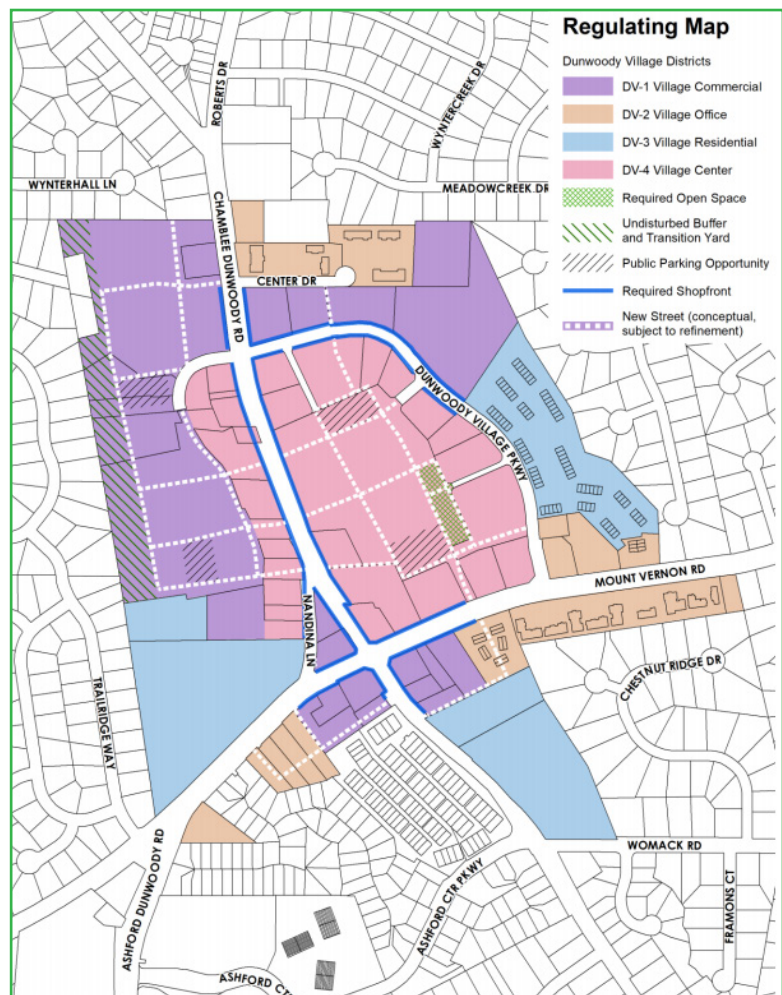 Regulating Map
Dunwoody Village Districts
DV-1 Village Commercial
DV-2 Village Office
DV-3 Village Residential
DV-4 Village Center
Required Open Space
Undisturbed Buffer
and Transition Yard
Public Parking Opportunity
Required Shopfront
New Street (conceptual,
subject to refinement)
ROBERTS DR
WYNTERCREEK DR
WYNTERHALL LN
MEADOWCREEK DR
CHAMBLEE DUNWOODY RD
CENTER DR
DUNWOODY VILLAGE PKWY
MOUNT VERNON RD
NANDINA LN
CHESTNUT RIDGE DR
TRAILRIDGE WAY
WOMACK RD
ASHFORD DUNWOODY RD
ASHFORD CTR PKWY
FRAMONS CT
ASHFORD CT